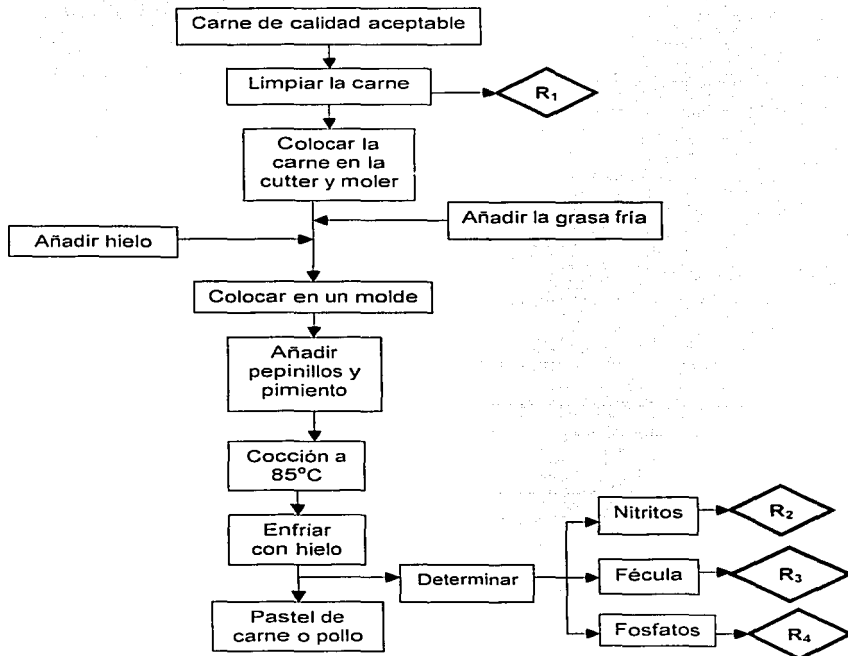 Carne de calidad aceptable
Limpiar la carne
R₁
Colocar la
carne en la
cutter y moler
Añadir la grasa fría
Añadir hielo
Colocar en un molde
Añadir
pepinillos y
pimiento
Cocción a
85°C
Enfriar
con hielo
Determinar
Nitritos
R₂
Fécula
R₃
Fosfatos
R₄
Pastel de
carne o pollo